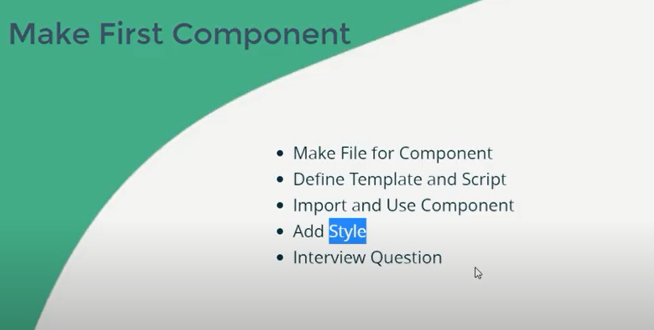 Make First Component
• Make File for Component
• Define Template and Script
• Import and Use Component
• Add Style
• Interview Question